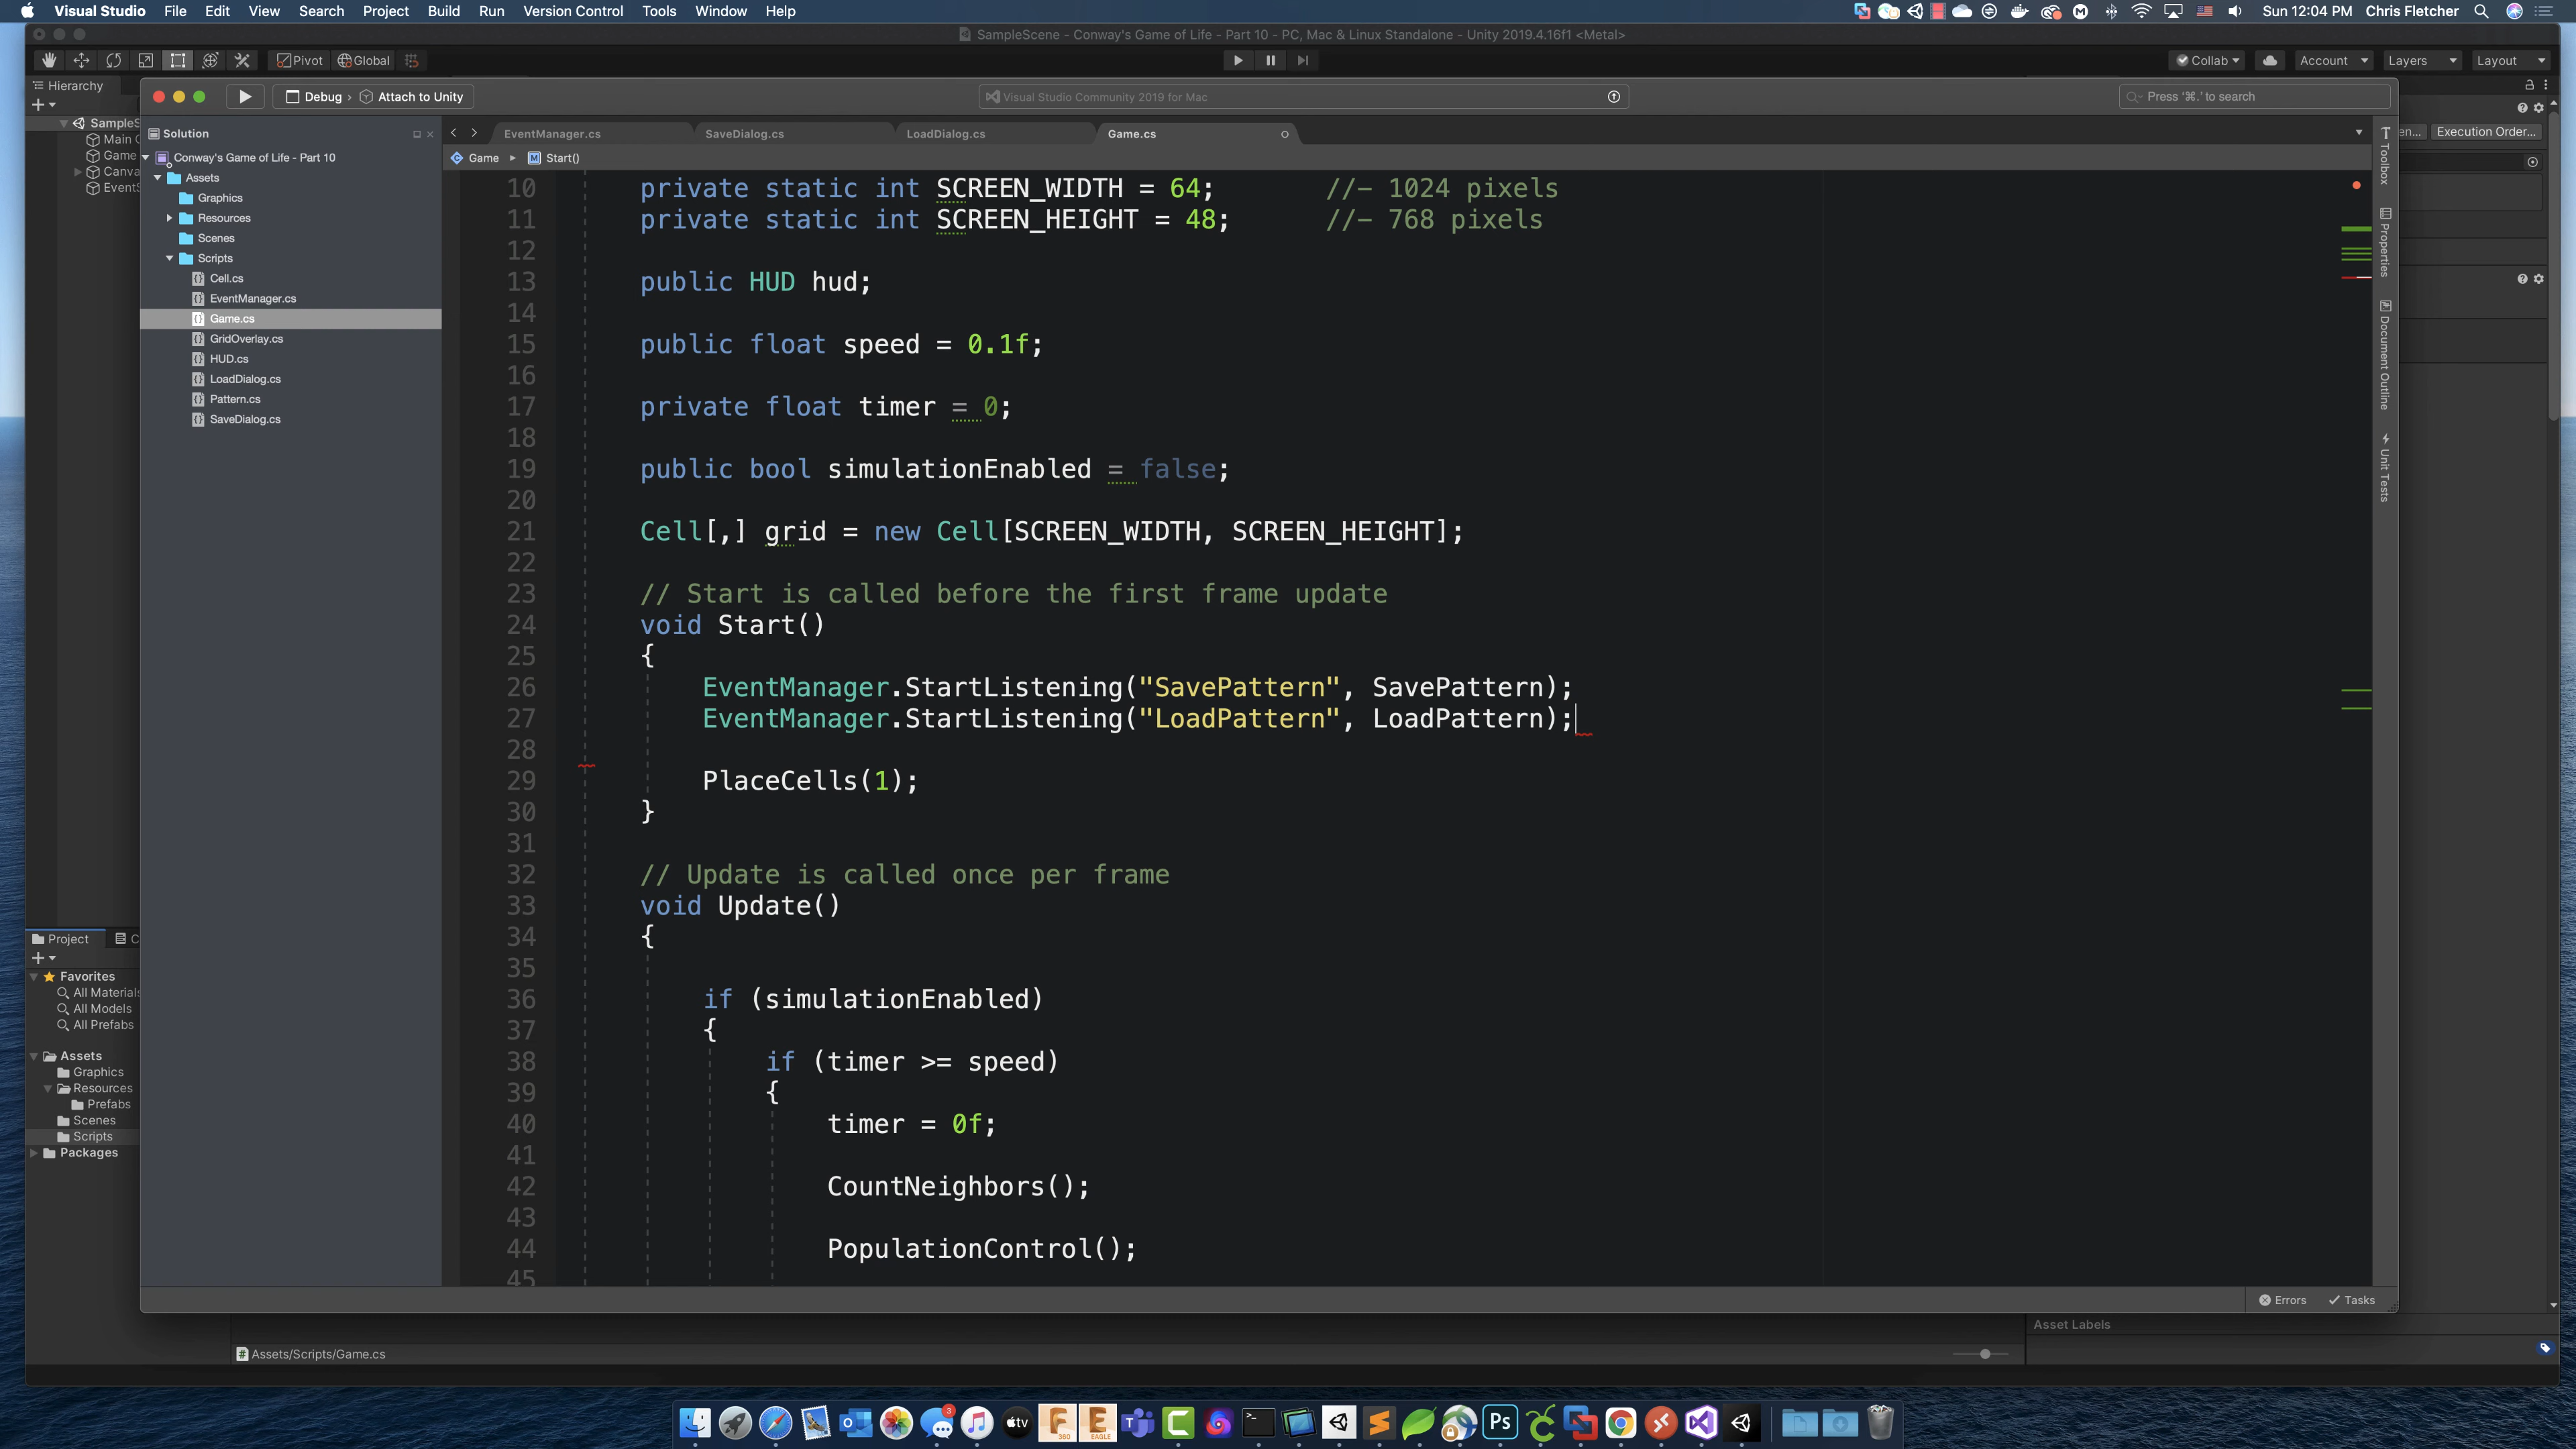 Visual Studio File Edit View Search Project Build Run Version Control Tools Window Help
Sun 12:04 PM Chris Fletcher
SampleScene - Conway's Game of Life - Part 10 - PC, Mac & Linux Standalone - Unity 2019.4.16f1 <Metal>
Pivot Global Collab Account Layers Layout
Hierarchy
Debug › Attach to Unity
Visual Studio Community 2019 for Mac
Press '⌘.' to search
SampleS
Main C
Game
Canva
EventS
Solution
Conway's Game of Life - Part 10
Assets
Graphics
Resources
Scenes
Scripts
Cell.cs
EventManager.cs
Game.cs
GridOverlay.cs
HUD.cs
LoadDialog.cs
Pattern.cs
SaveDialog.cs
EventManager.cs SaveDialog.cs LoadDialog.cs Game.cs
Game Start()
10 private static int SCREEN_WIDTH = 64; //- 1024 pixels
11 private static int SCREEN_HEIGHT = 48; //- 768 pixels
12
13 public HUD hud;
14
15 public float speed = 0.1f;
16
17 private float timer = 0;
18
19 public bool simulationEnabled = false;
20
21 Cell[,] grid = new Cell[SCREEN_WIDTH, SCREEN_HEIGHT];
22
23 // Start is called before the first frame update
24 void Start()
25 {
26 EventManager.StartListening("SavePattern", SavePattern);
27 EventManager.StartListening("LoadPattern", LoadPattern);
28
29 PlaceCells(1);
30 }
31
32 // Update is called once per frame
33 void Update()
34 {
35
36 if (simulationEnabled)
37 {
38 if (timer >= speed)
39 {
40 timer = 0f;
41
42 CountNeighbors();
43
44 PopulationControl();
45
Toolbox
Properties
Document Outline
Unit Tests
en... Execution Order...
Errors Tasks
Project C
Favorites
All Materials
All Models
All Prefabs
Assets
Graphics
Resources
Prefabs
Scenes
Scripts
Packages
Asset Labels
Assets/Scripts/Game.cs
3
tv
F
360
E
EAGLE
T
C
Ps